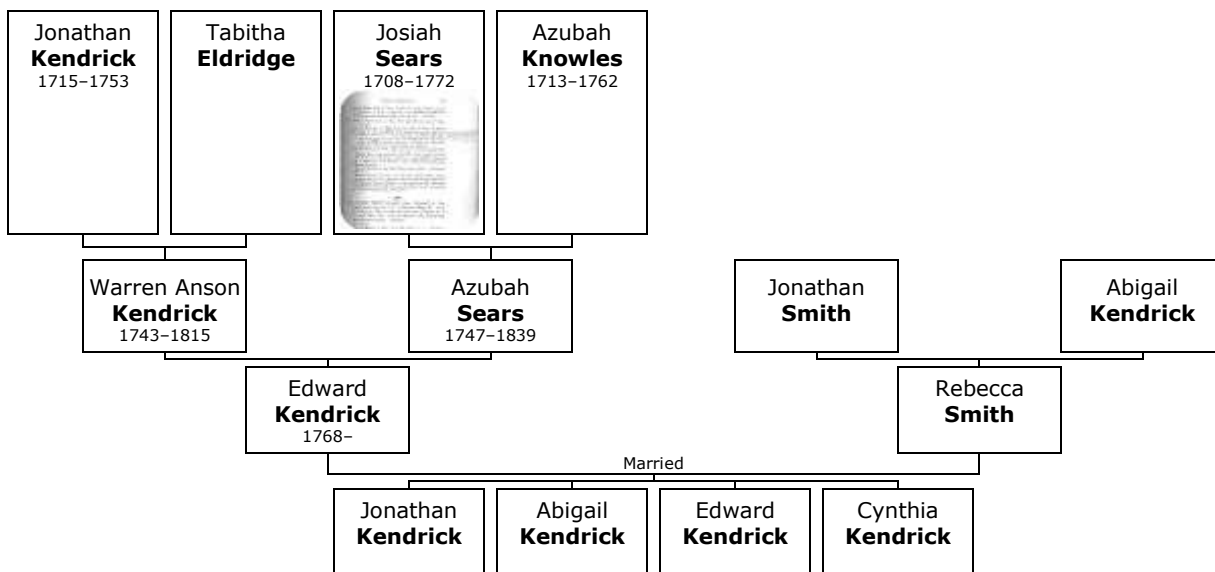 Jonathan
Kendrick
1715–1753
Tabitha
Eldridge
Josiah
Sears
1708–1772
Azubah
Knowles
1713–1762
Warren Anson
Kendrick
1743–1815
Azubah
Sears
1747–1839
Jonathan
Smith
Abigail
Kendrick
Edward
Kendrick
1768–
Rebecca
Smith
Married
Jonathan
Kendrick
Abigail
Kendrick
Edward
Kendrick
Cynthia
Kendrick